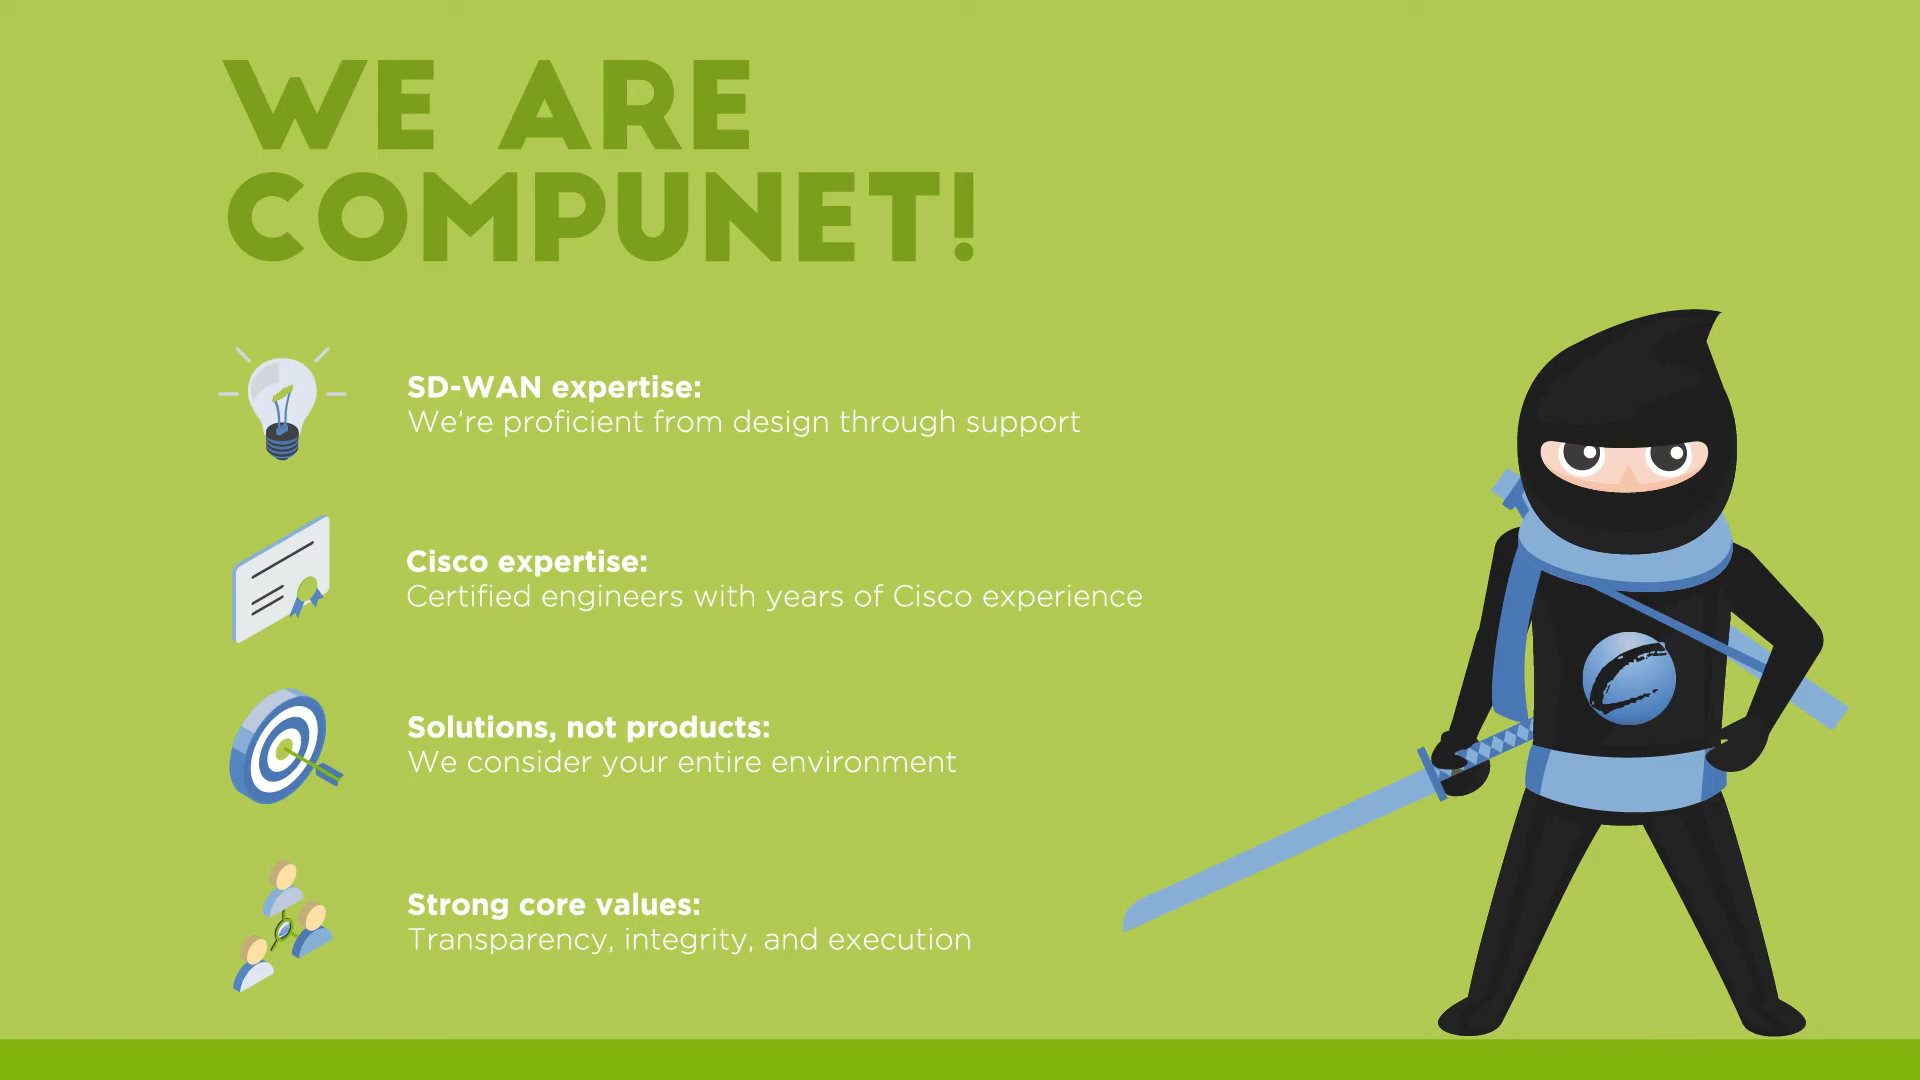 WE ARE
COMPUNET!
SD-WAN expertise:
We're proficient from design through support
Cisco expertise:
Certified engineers with years of Cisco experience
Solutions, not products:
We consider your entire environment
Strong core values:
Transparency, integrity, and execution